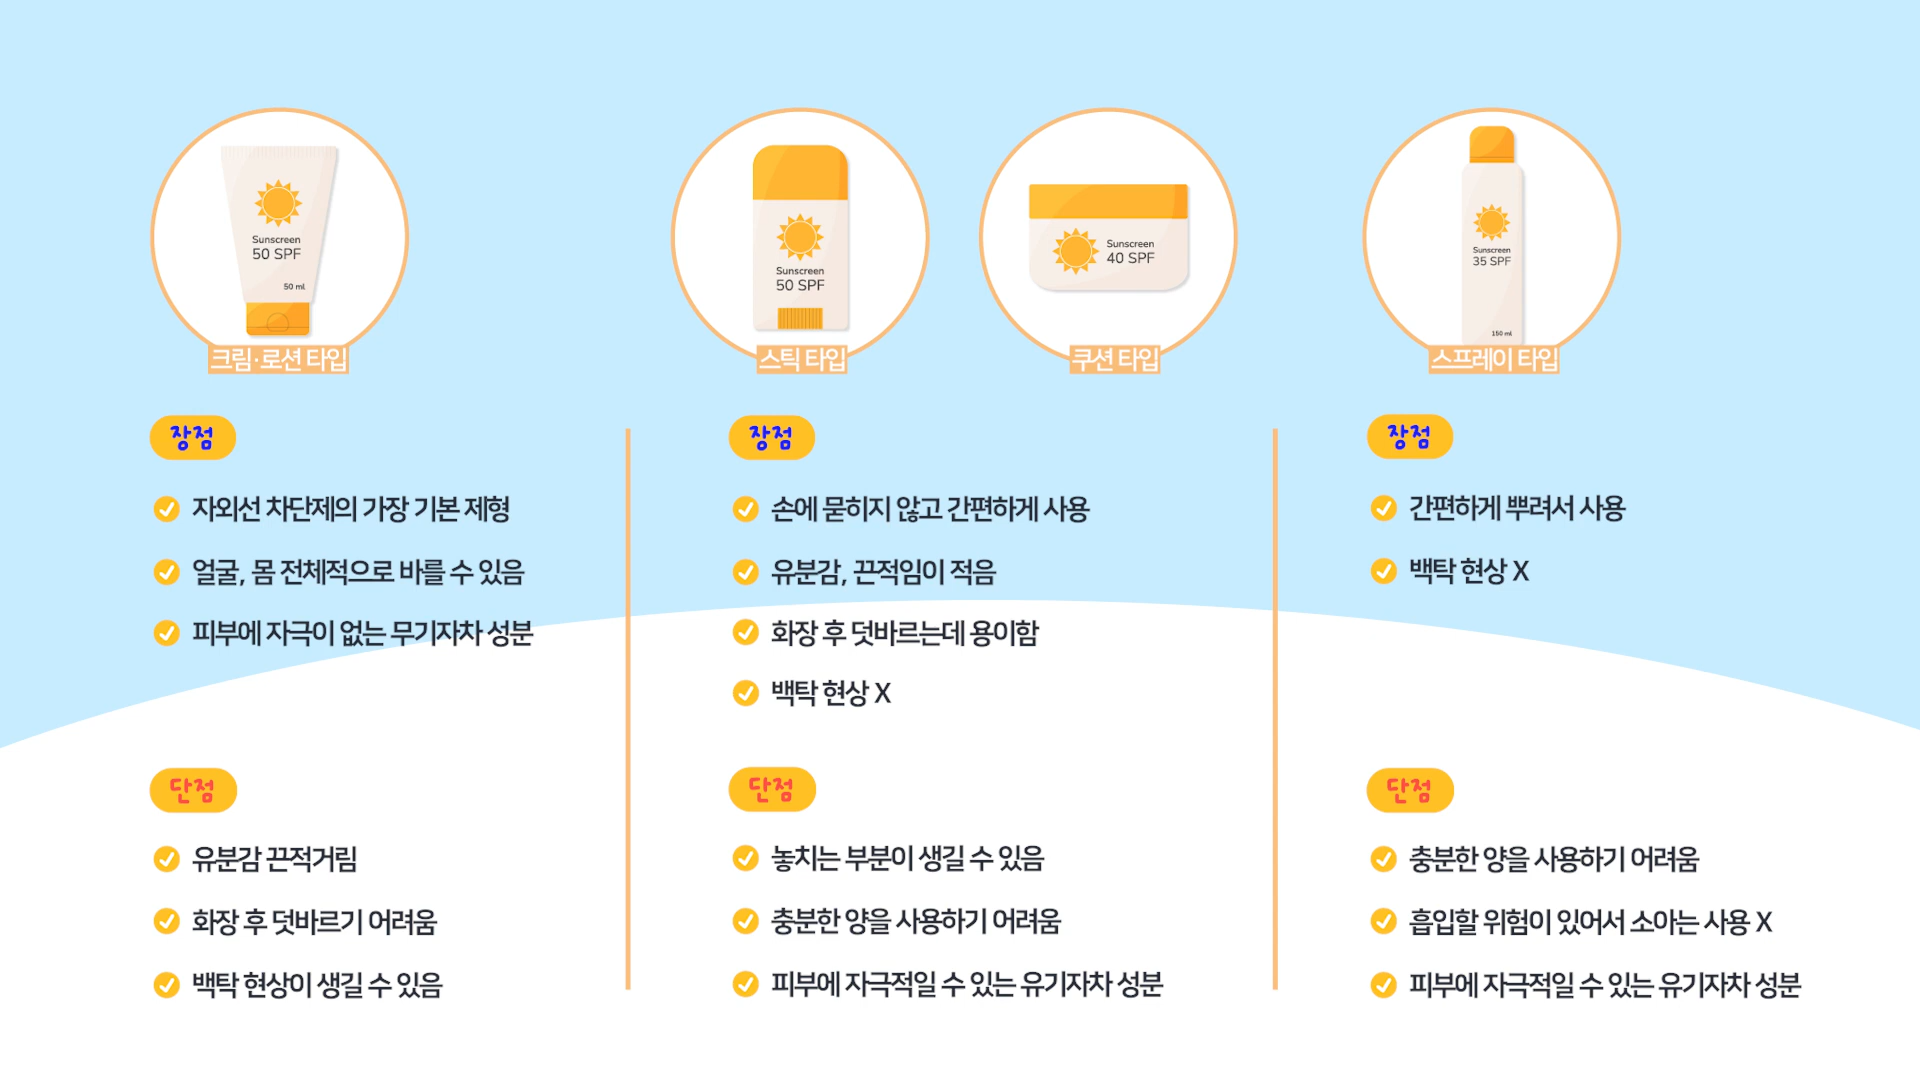 Sunscreen
50 SPF
50 ml
크림·로션 타입
Sunscreen
50 SPF
스틱 타입
Sunscreen
40 SPF
쿠션 타입
Sunscreen
35 SPF
150 ml
스프레이 타입
장점
자외선 차단제의 가장 기본 제형
얼굴, 몸 전체적으로 바를 수 있음
피부에 자극이 없는 무기자차 성분
단점
유분감 끈적거림
화장 후 덧바르기 어려움
백탁 현상이 생길 수 있음
장점
손에 묻히지 않고 간편하게 사용
유분감, 끈적임이 적음
화장 후 덧바르는데 용이함
백탁 현상 X
단점
놓치는 부분이 생길 수 있음
충분한 양을 사용하기 어려움
피부에 자극적일 수 있는 유기자차 성분
장점
간편하게 뿌려서 사용
백탁 현상 X
단점
충분한 양을 사용하기 어려움
흡입할 위험이 있어서 소아는 사용 X
피부에 자극적일 수 있는 유기자차 성분